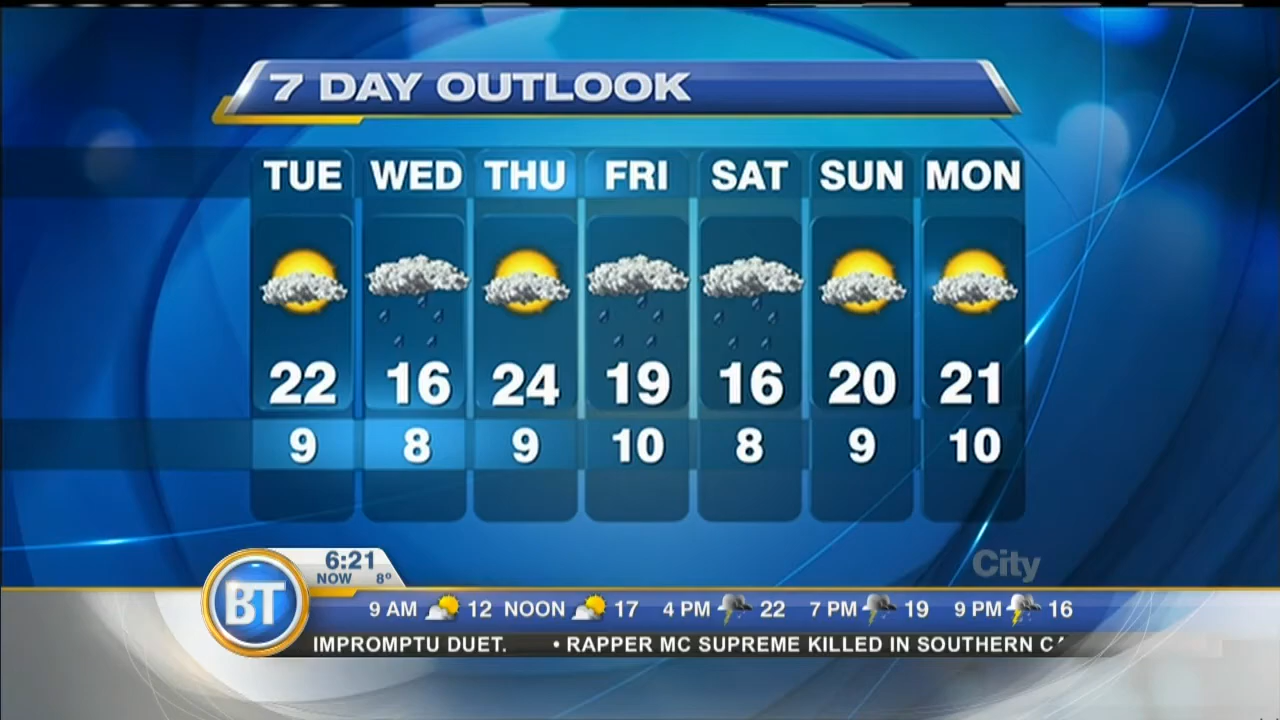 7 DAY OUTLOOK
TUE WED THU FRI SAT SUN MON
22 16 24 19 16 20 21
9 8 9 10 8 9 10
City
6:21
NOW 8°
BT
9 AM 12 NOON 17 4 PM 22 7 PM 19 9 PM 16
IMPROMPTU DUET. • RAPPER MC SUPREME KILLED IN SOUTHERN